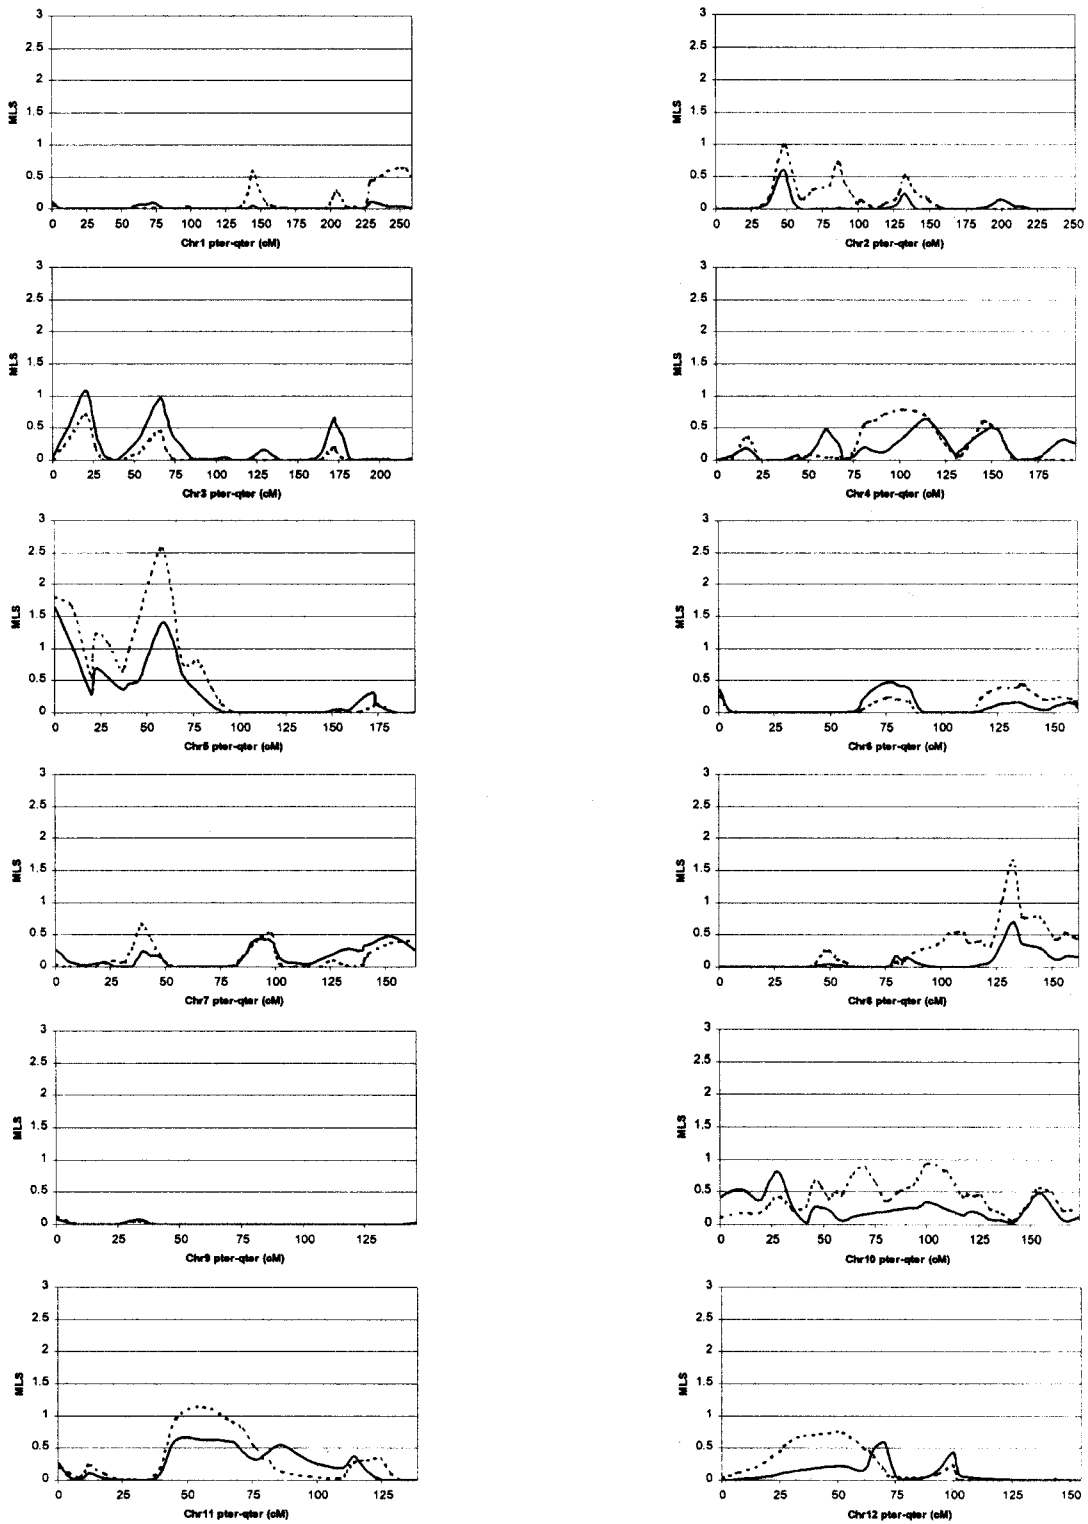 3
2.5
2
1.5
1
0.5
0
MLS
0 25 50 75 100 125 150 175 200 225 250
Chr1 pter-qter (cM)
3
2.5
2
1.5
1
0.5
0
MLS
0 25 50 75 100 125 150 175 200 225 250
Chr2 pter-qter (cM)
3
2.5
2
1.5
1
0.5
0
MLS
0 25 50 75 100 125 150 175 200
Chr3 pter-qter (cM)
3
2.5
2
1.5
1
0.5
0
MLS
0 25 50 75 100 125 150 175
Chr4 pter-qter (cM)
3
2.5
2
1.5
1
0.5
0
MLS
0 25 50 75 100 125 150 175
Chr5 pter-qter (cM)
3
2.5
2
1.5
1
0.5
0
MLS
0 25 50 75 100 125 150
Chr6 pter-qter (cM)
3
2.5
2
1.5
1
0.5
0
MLS
0 25 50 75 100 125 150
Chr7 pter-qter (cM)
3
2.5
2
1.5
1
0.5
0
MLS
0 25 50 75 100 125 150
Chr8 pter-qter (cM)
3
2.5
2
1.5
1
0.5
0
MLS
0 25 50 75 100 125
Chr9 pter-qter (cM)
3
2.5
2
1.5
1
0.5
0
MLS
0 25 50 75 100 125 150
Chr10 pter-qter (cM)
3
2.5
2
1.5
1
0.5
0
MLS
0 25 50 75 100 125
Chr11 pter-qter (cM)
3
2.5
2
1.5
1
0.5
0
MLS
0 25 50 75 100 125 150
Chr12 pter-qter (cM)